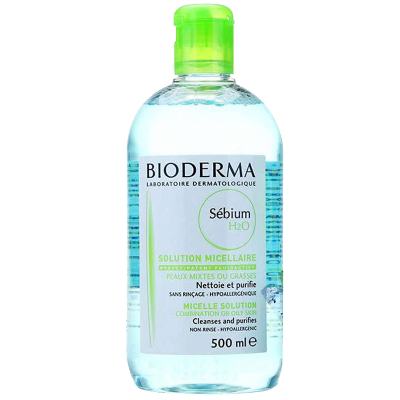 BIODERMA
LABORATOIRE DERMATOLOGIQUE
Sébium
H2O
SOLUTION MICELLAIRE
PEAUX MIXTES OU GRASSES
Nettoie et purifie
SANS RINÇAGE - HYPOALLERGÉNIQUE
MICELLE SOLUTION
COMBINATION OR OILY SKIN
Cleanses and purifies
NON-RINSE - HYPOALLERGENIC
500 ml e